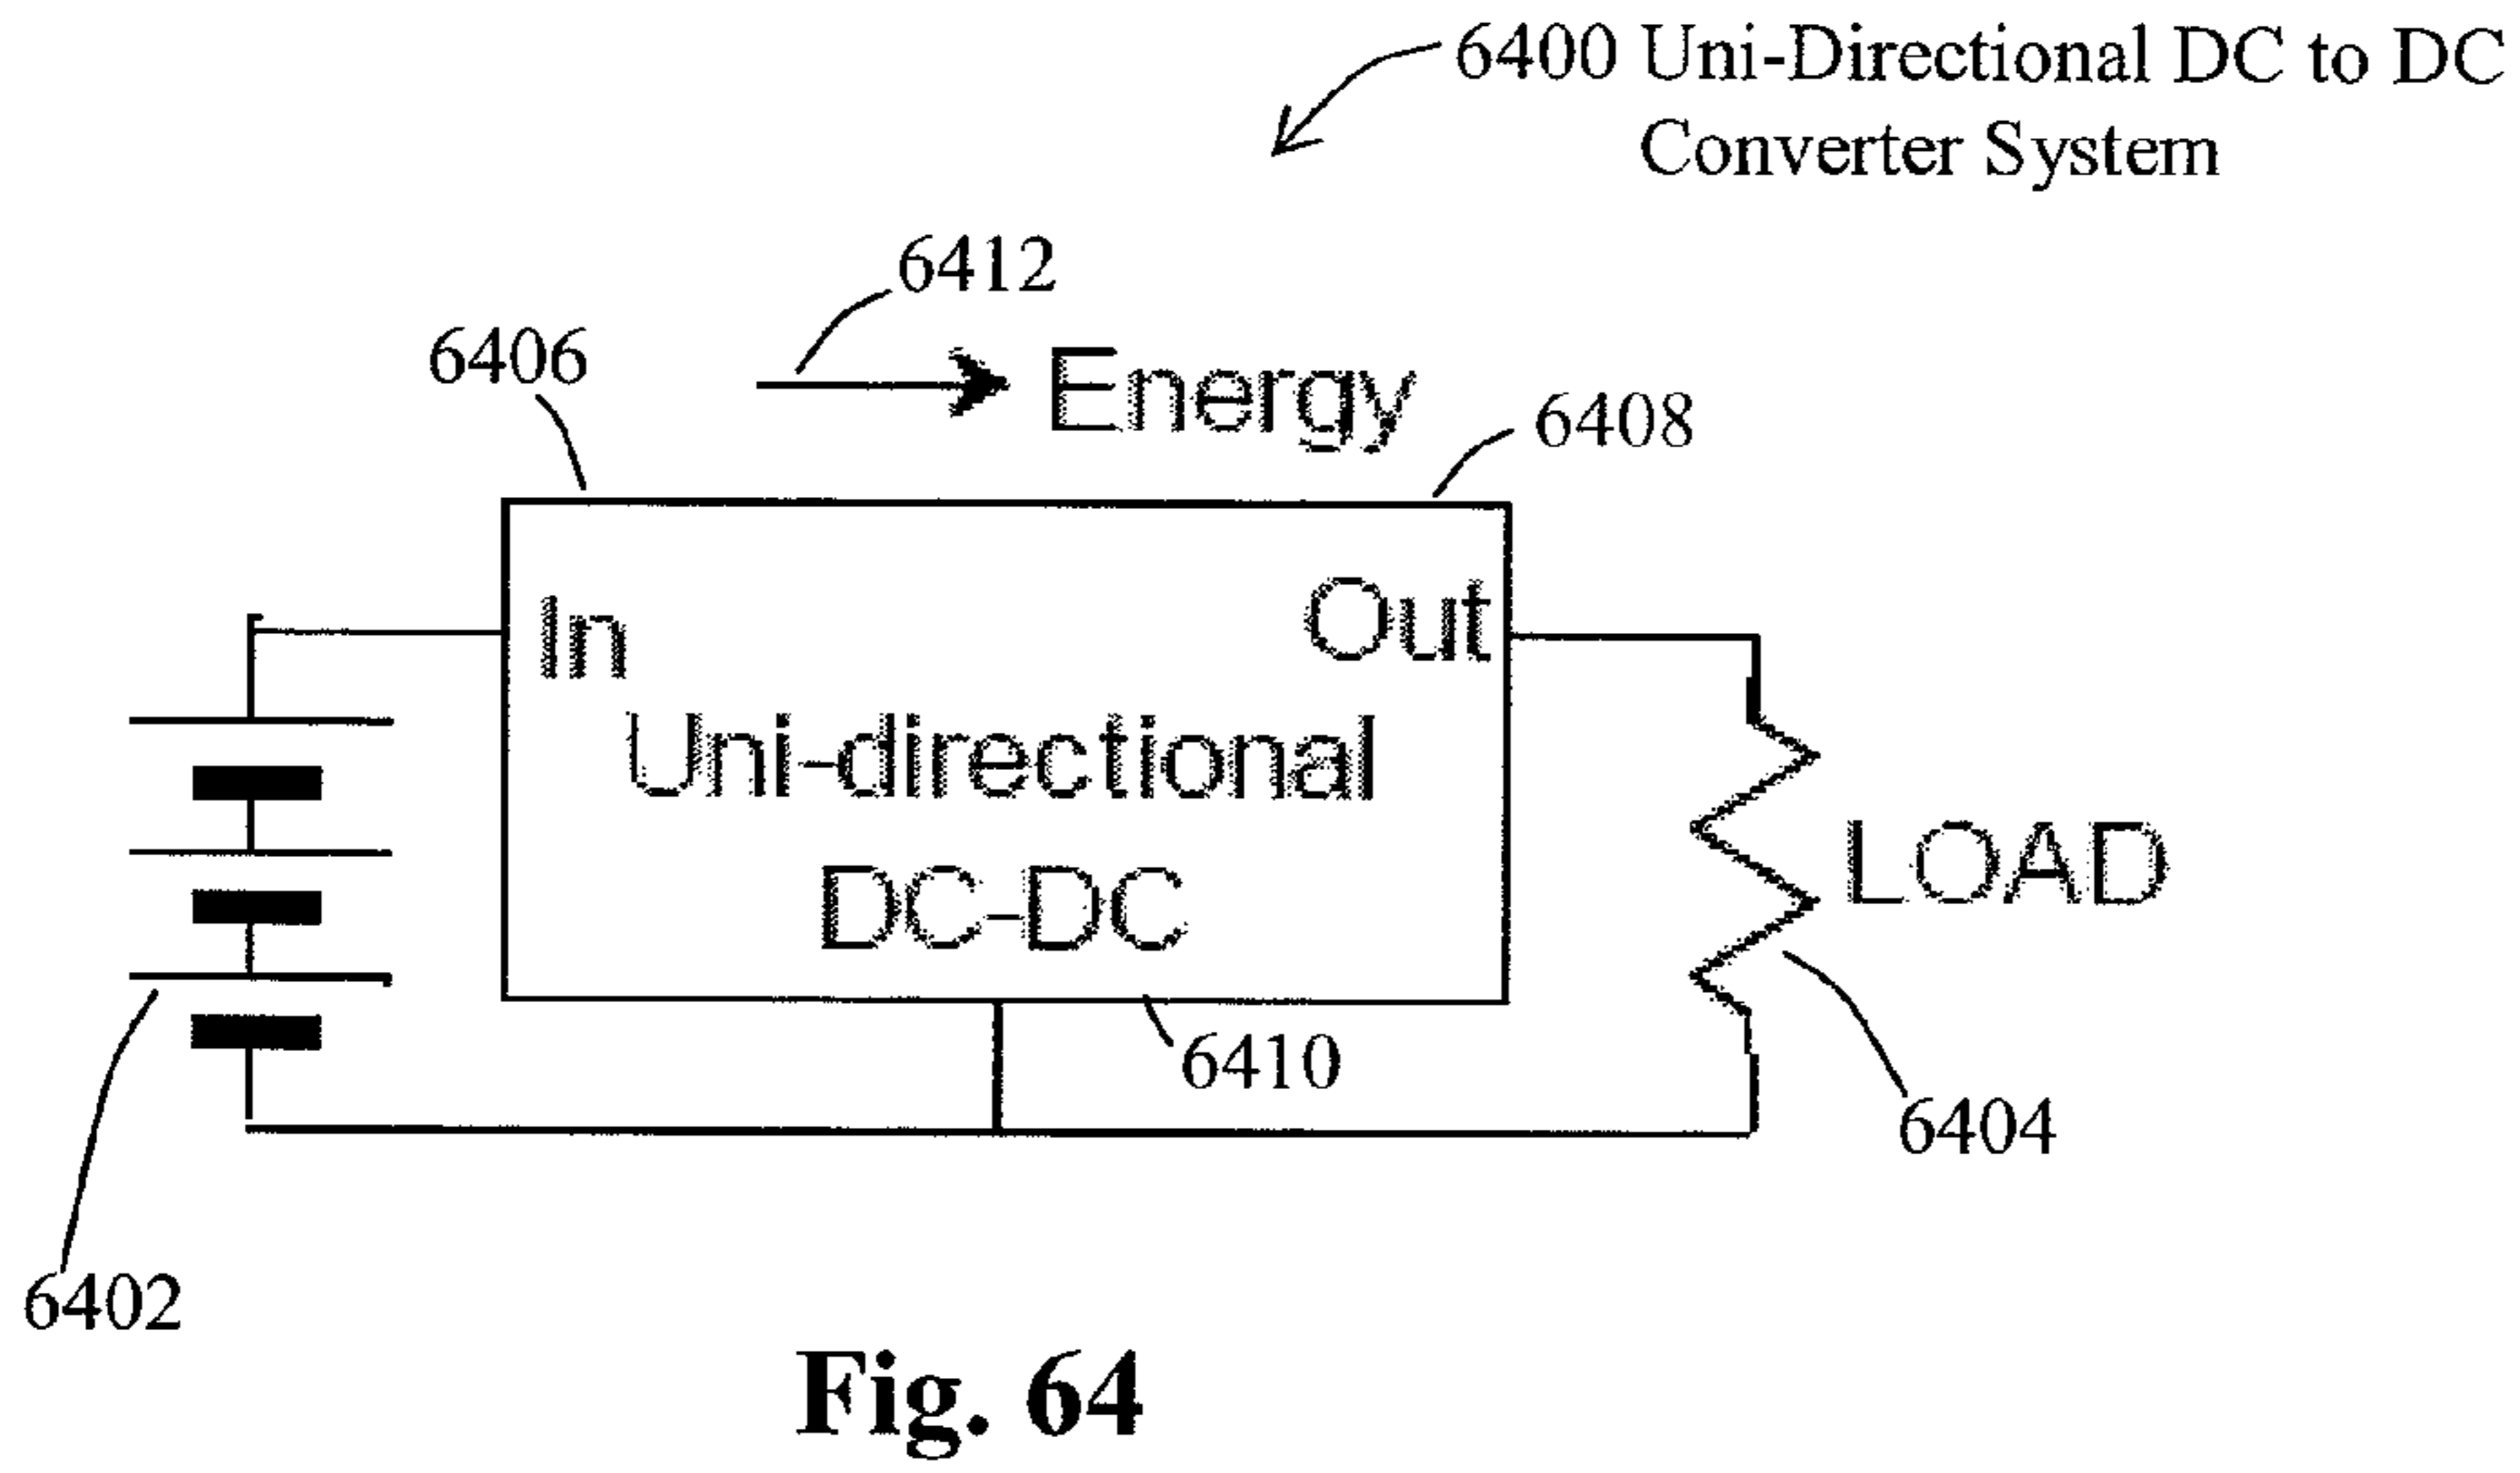 6400 Uni-Directional DC to DC
Converter System
6412
6406
Energy
6408
In
Out
Uni-directional
DC-DC
LOAD
6410
6404
6402
Fig. 64